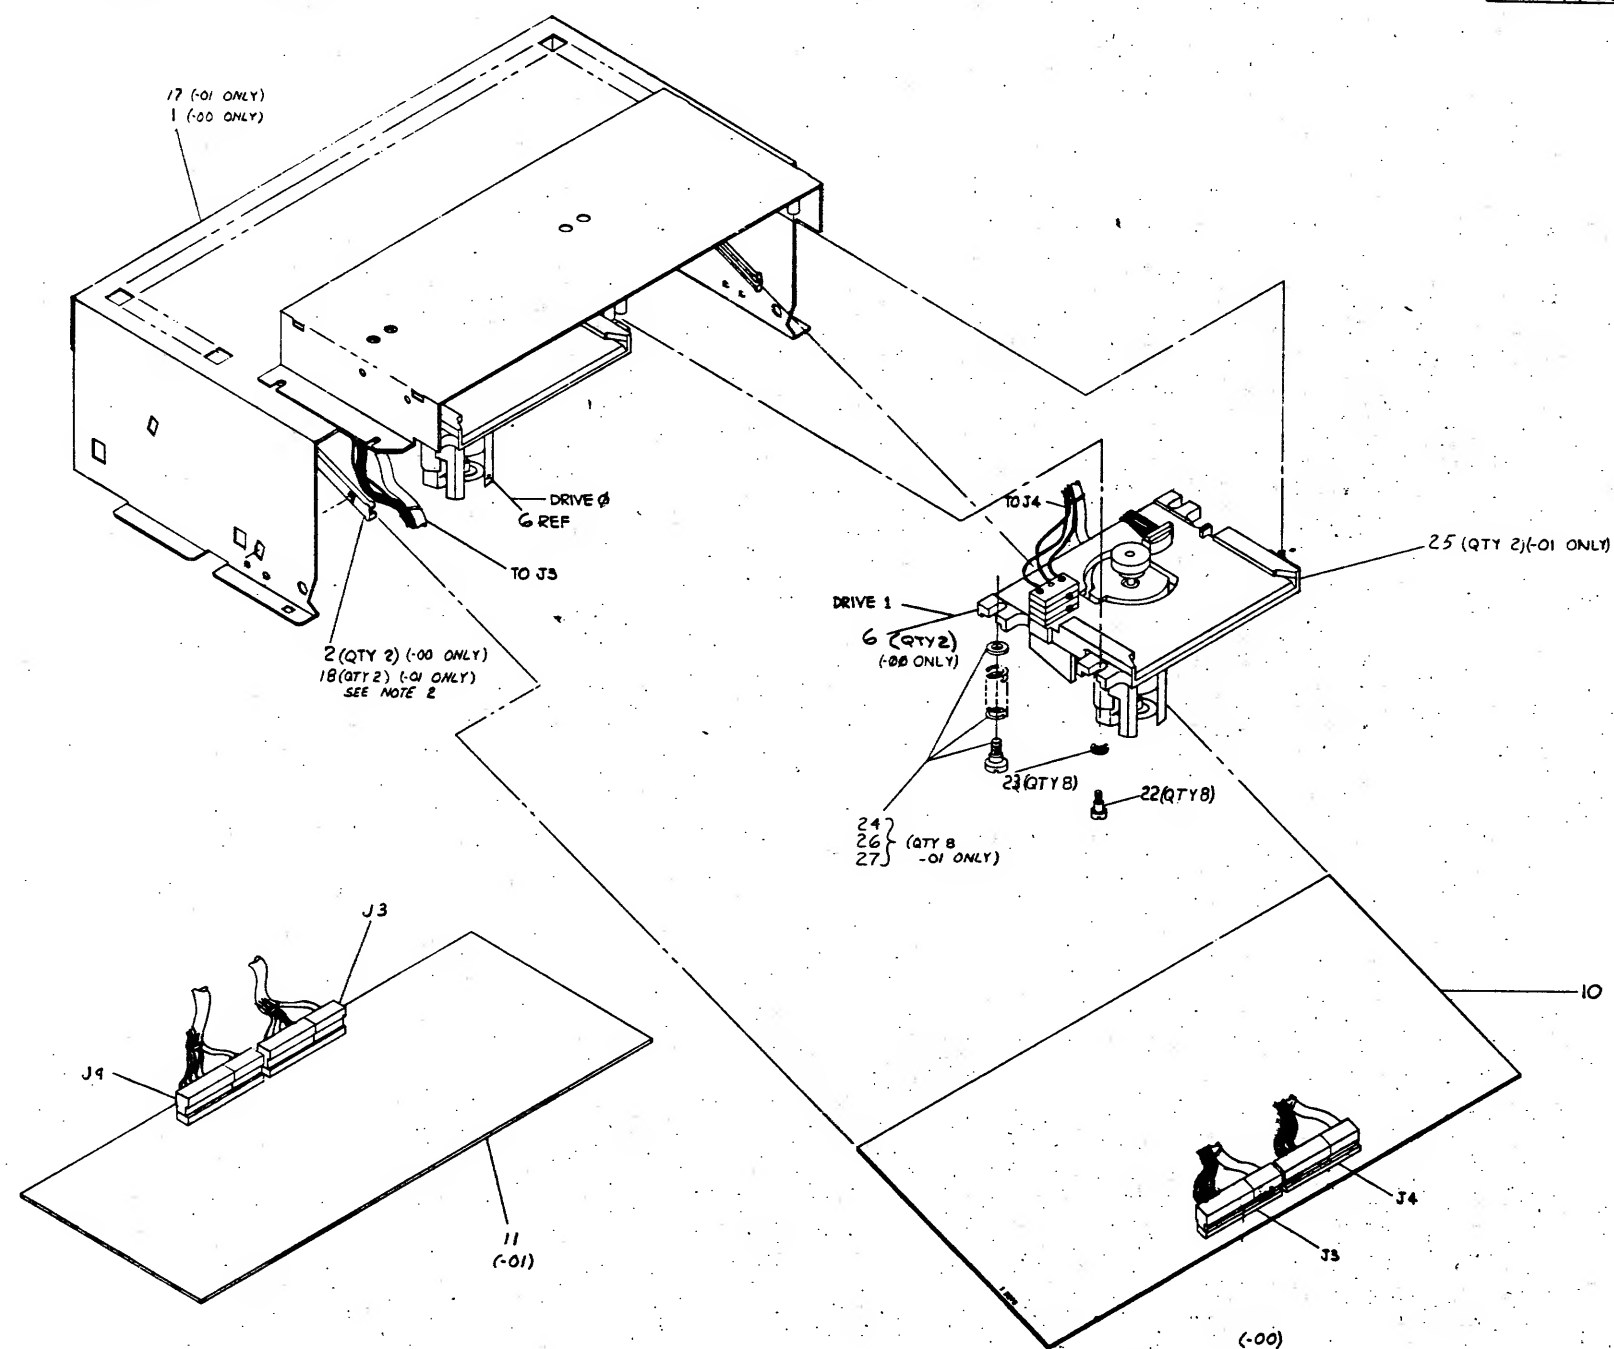 17 (-01 ONLY)
1 (-00 ONLY)
DRIVE Ø
6 REF
TO J3
2 (QTY 2) (-00 ONLY)
18 (QTY 2) (-01 ONLY)
SEE NOTE 2
TO J4
25 (QTY 2)(-01 ONLY)
DRIVE 1
6 (QTY 2)
(-00 ONLY)
23 (QTY 8)
22 (QTY 8)
24
26 (QTY 8
27 -01 ONLY)
J3
J9
10
11
(-01)
J4
J3
(-00)